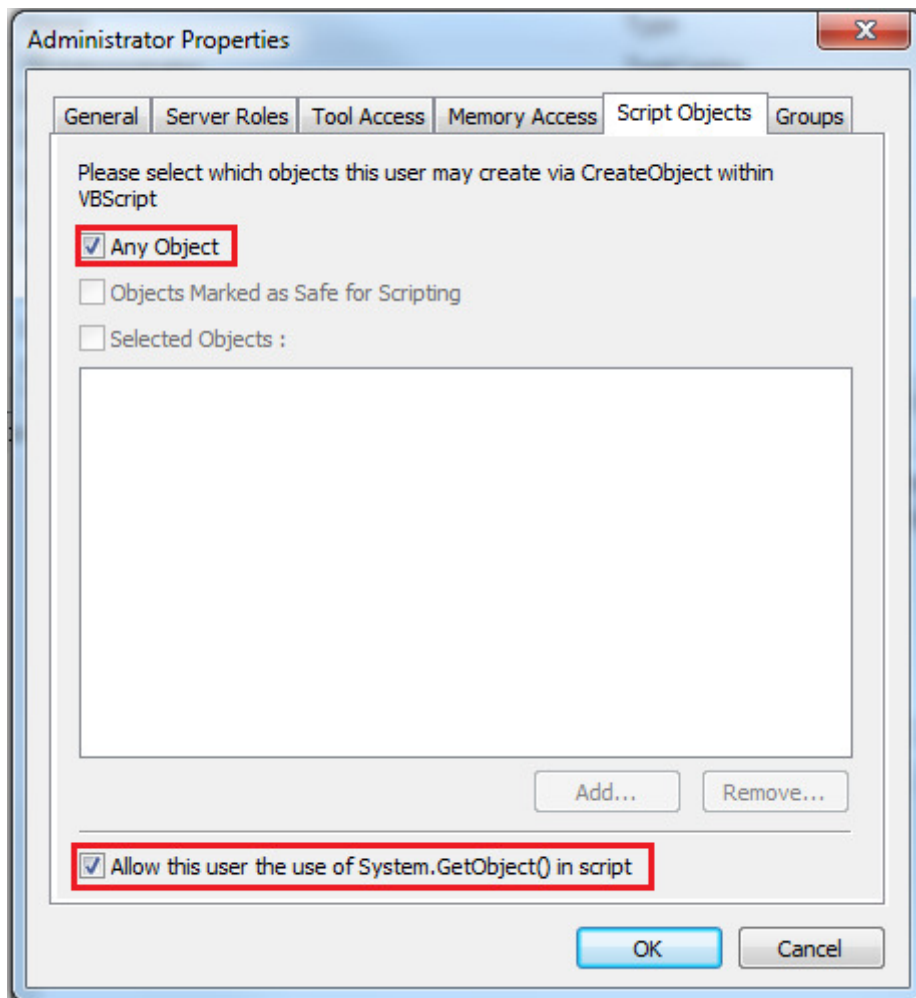 Administrator Properties
General Server Roles Tool Access Memory Access Script Objects Groups
Please select which objects this user may create via CreateObject within
VBScript
Any Object
Objects Marked as Safe for Scripting
Selected Objects :
Add... Remove...
Allow this user the use of System.GetObject() in script
OK Cancel